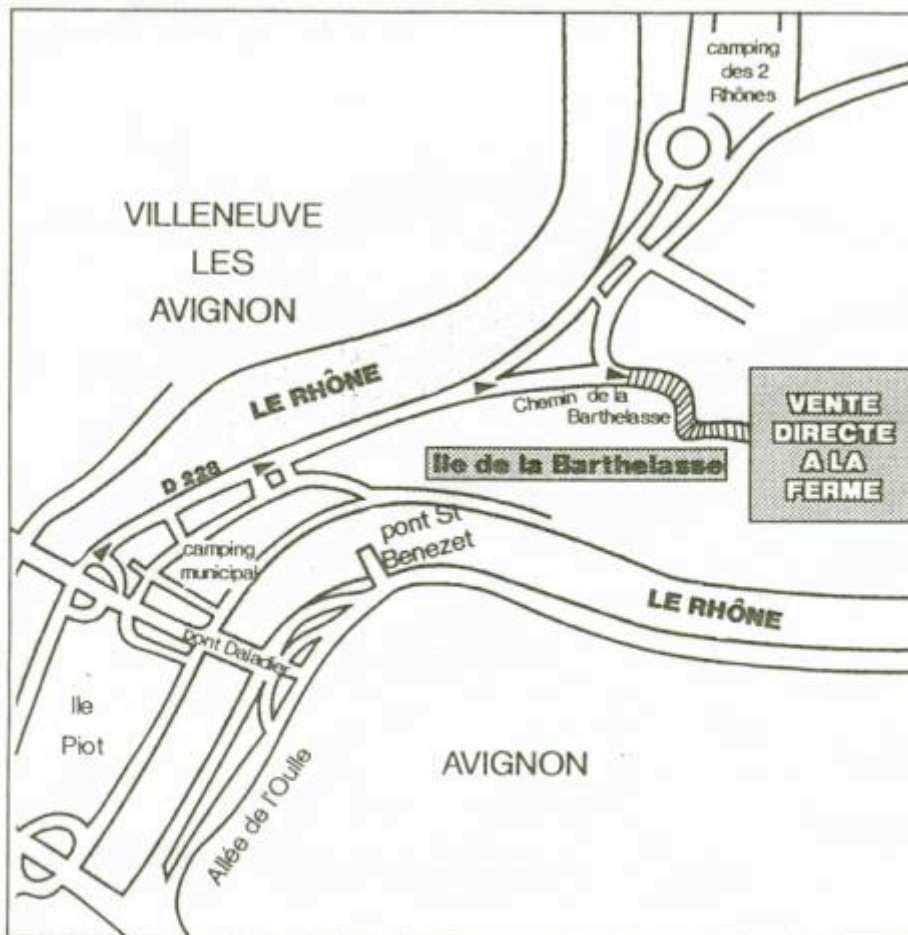 camping
des 2
Rhônes
VILLENEUVE
LES
AVIGNON
LE RHÔNE
Chemin de la
Barthelasse
VENTE
DIRECTE
A LA
FERME
Ile de la Barthelasse
D 228
pont St
Benezet
camping
municipal
LE RHÔNE
pont Daladier
Ile
Piot
AVIGNON
Allée de l'Oulle